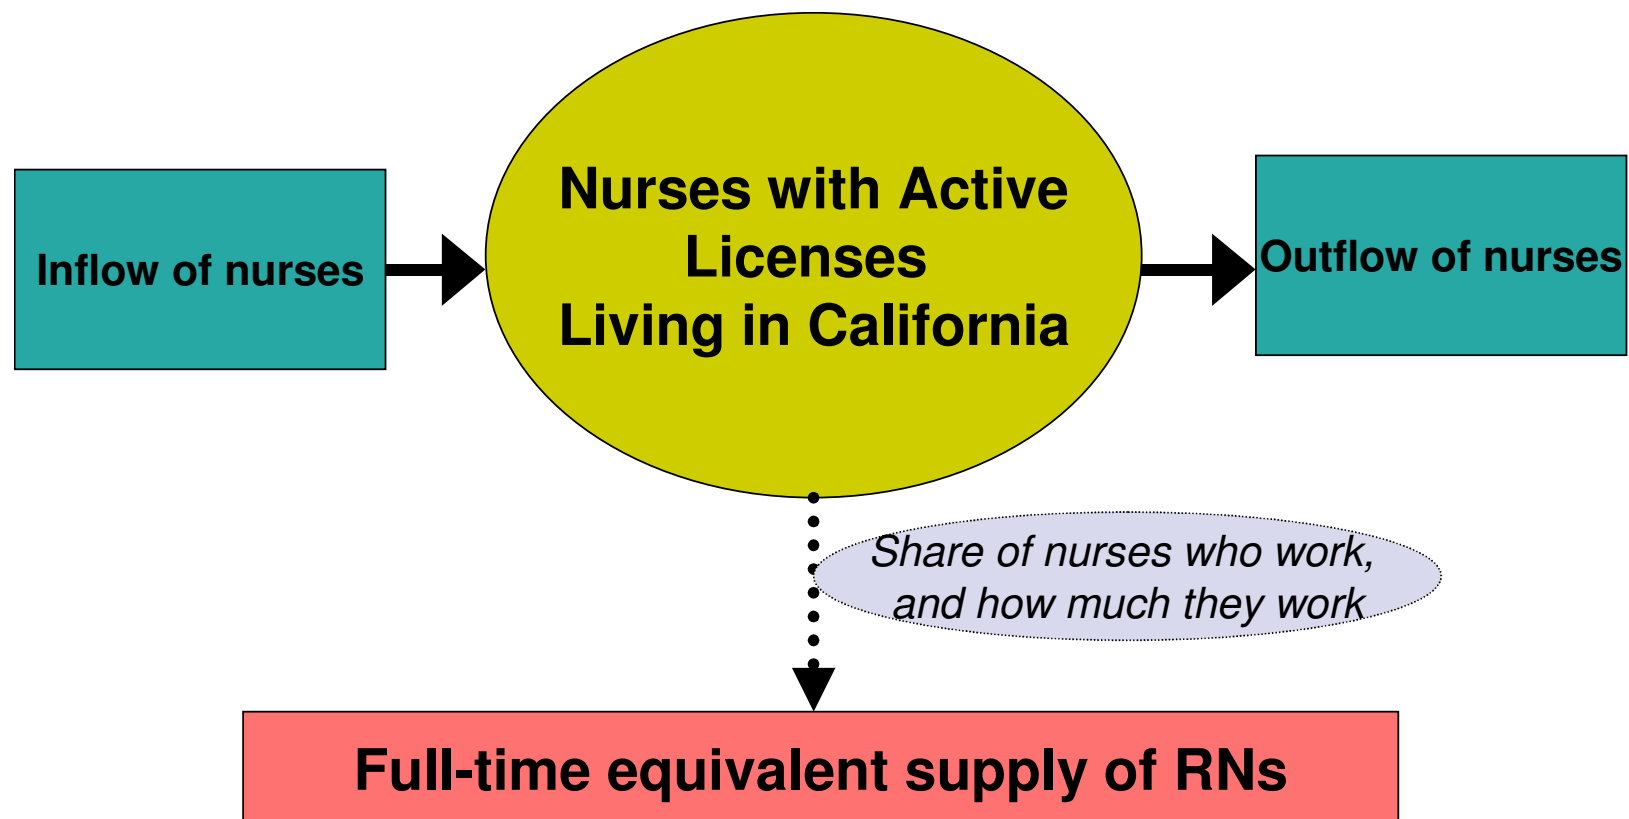 Nurses with Active
Licenses
Living in California
Inflow of nurses
Outflow of nurses
Share of nurses who work,
and how much they work
Full-time equivalent supply of RNs